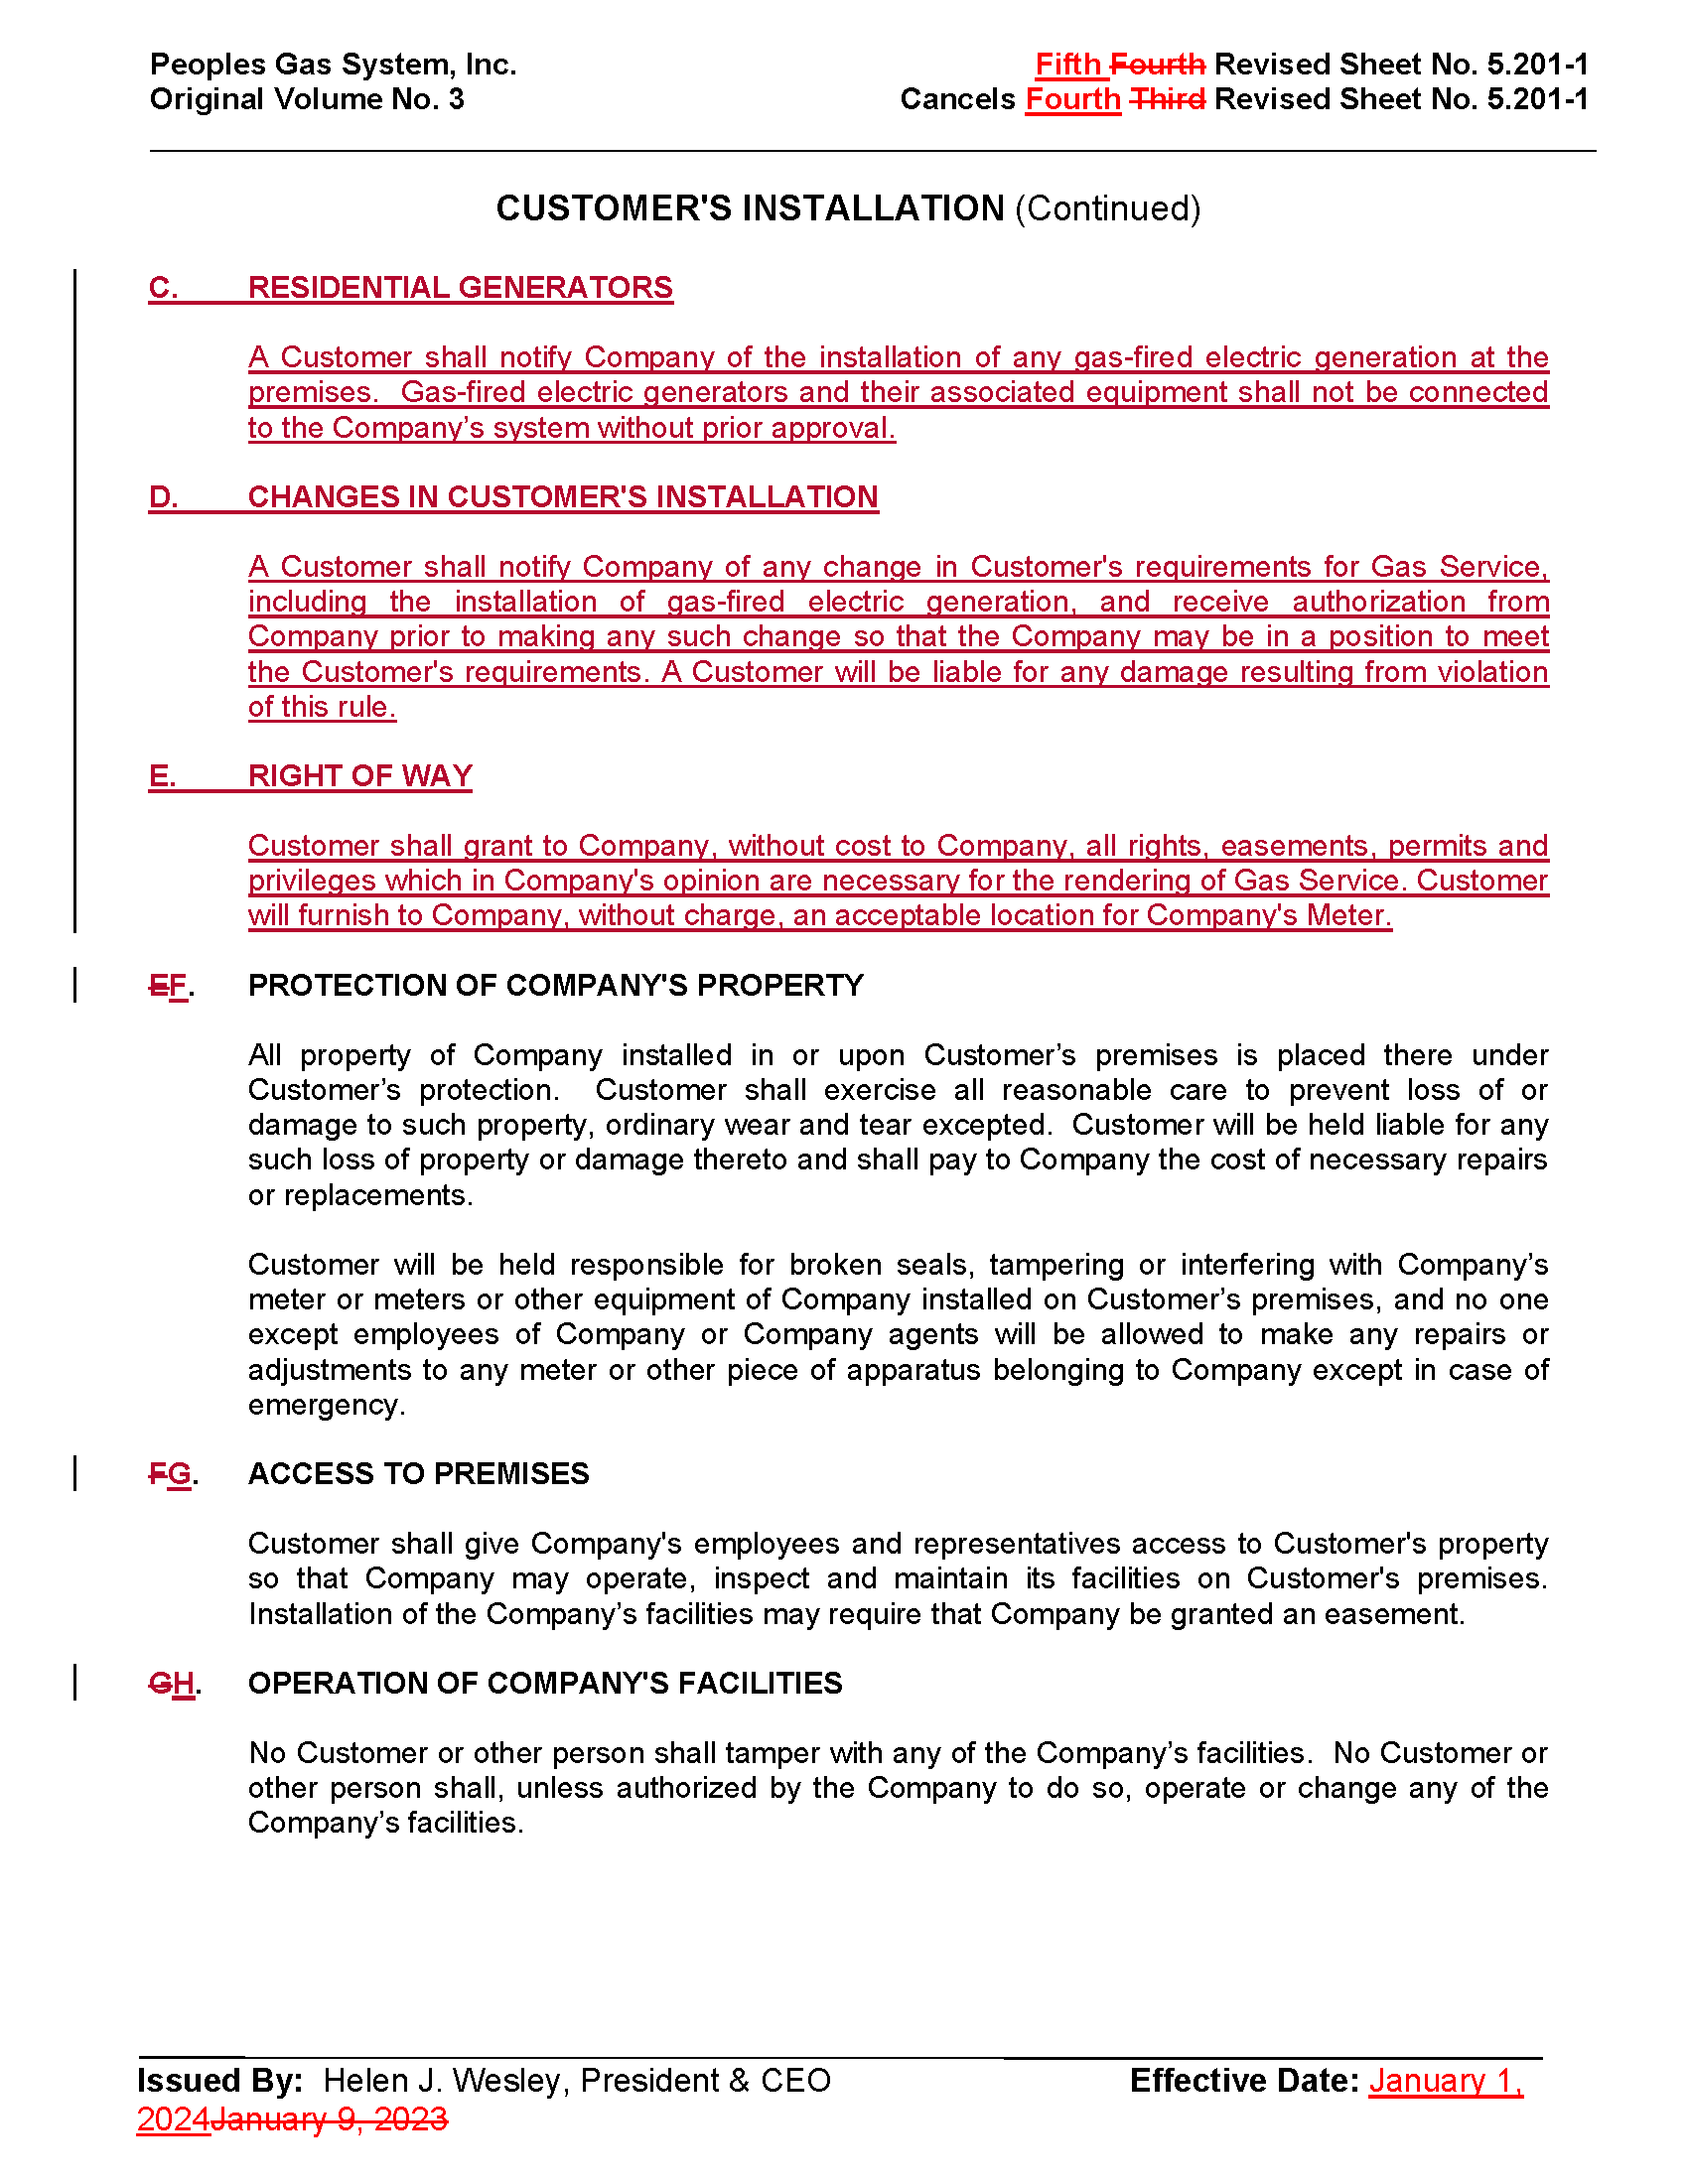 Peoples Gas System, Inc. Fifth Fourth Revised Sheet No. 5.201-1
Original Volume No. 3 Cancels Fourth Third Revised Sheet No. 5.201-1
CUSTOMER'S INSTALLATION (Continued)
C. RESIDENTIAL GENERATORS
A Customer shall notify Company of the installation of any gas-fired electric generation at the
premises. Gas-fired electric generators and their associated equipment shall not be connected
to the Company’s system without prior approval.
D. CHANGES IN CUSTOMER'S INSTALLATION
A Customer shall notify Company of any change in Customer's requirements for Gas Service,
including the installation of gas-fired electric generation, and receive authorization from
Company prior to making any such change so that the Company may be in a position to meet
the Customer's requirements. A Customer will be liable for any damage resulting from violation
of this rule.
E. RIGHT OF WAY
Customer shall grant to Company, without cost to Company, all rights, easements, permits and
privileges which in Company's opinion are necessary for the rendering of Gas Service. Customer
will furnish to Company, without charge, an acceptable location for Company's Meter.
EF. PROTECTION OF COMPANY'S PROPERTY
All property of Company installed in or upon Customer’s premises is placed there under
Customer’s protection. Customer shall exercise all reasonable care to prevent loss of or
damage to such property, ordinary wear and tear excepted. Customer will be held liable for any
such loss of property or damage thereto and shall pay to Company the cost of necessary repairs
or replacements.
Customer will be held responsible for broken seals, tampering or interfering with Company’s
meter or meters or other equipment of Company installed on Customer’s premises, and no one
except employees of Company or Company agents will be allowed to make any repairs or
adjustments to any meter or other piece of apparatus belonging to Company except in case of
emergency.
FG. ACCESS TO PREMISES
Customer shall give Company's employees and representatives access to Customer's property
so that Company may operate, inspect and maintain its facilities on Customer's premises.
Installation of the Company’s facilities may require that Company be granted an easement.
GH. OPERATION OF COMPANY'S FACILITIES
No Customer or other person shall tamper with any of the Company’s facilities. No Customer or
other person shall, unless authorized by the Company to do so, operate or change any of the
Company’s facilities.
Issued By: Helen J. Wesley, President & CEO Effective Date: January 1,
2024January 9, 2023